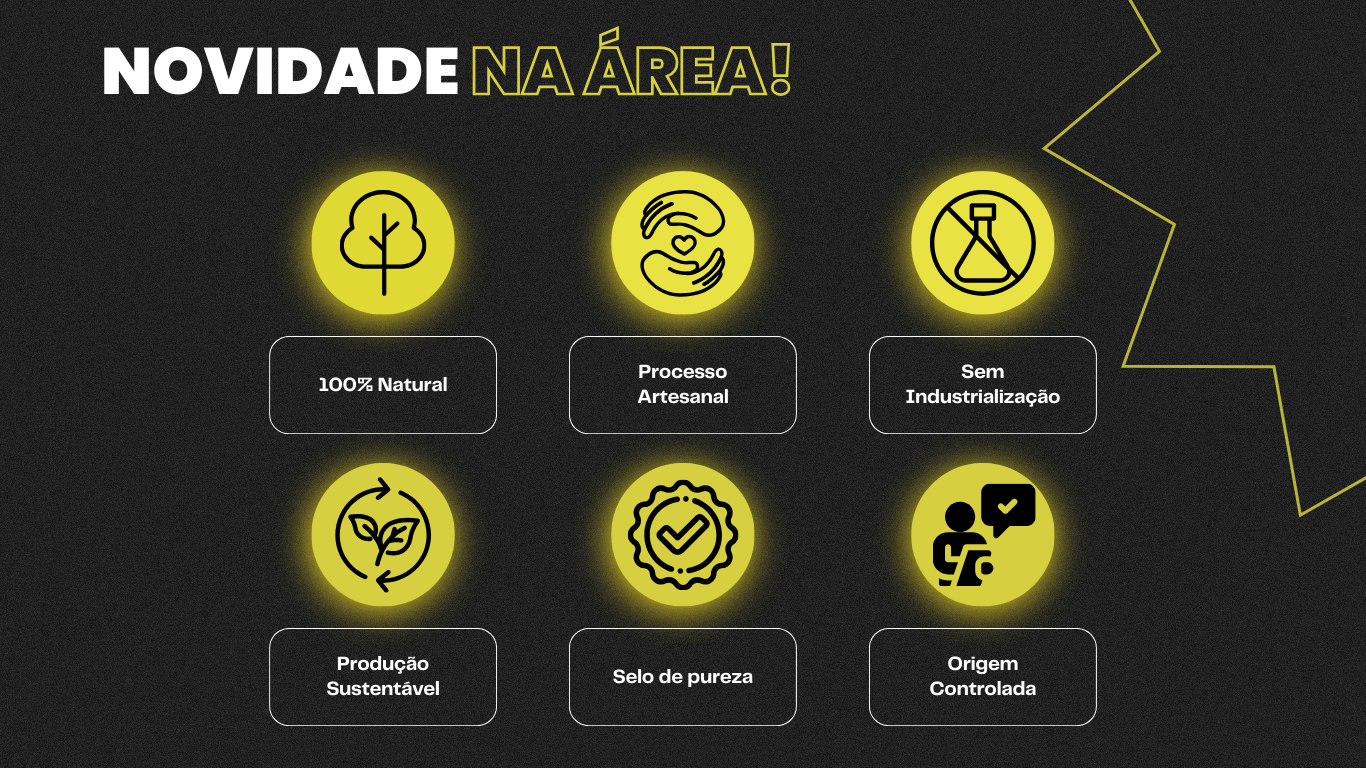 NOVIDADE NA ÁREA!
100% Natural
Processo
Artesanal
Sem
Industrialização
Produção
Sustentável
Selo de pureza
Origem
Controlada